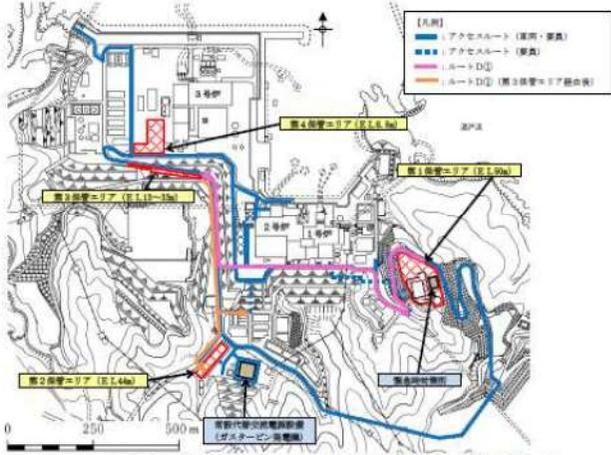 【凡例】
：アクセスルート（車両・要員）
：アクセスルート（要員）
：ルートD①
：ルートD①（第3保管エリア経由後）
3号炉
第4保管エリア（E.L.8.5m）
第1保管エリア（E.L.50m）
第3保管エリア（E.L.13～33m）
2号炉
1号炉
第2保管エリア（E.L.44m）
緊急時対策所
常設代替交流電源設備
（ガスタービン発電機）
0 250 500 m